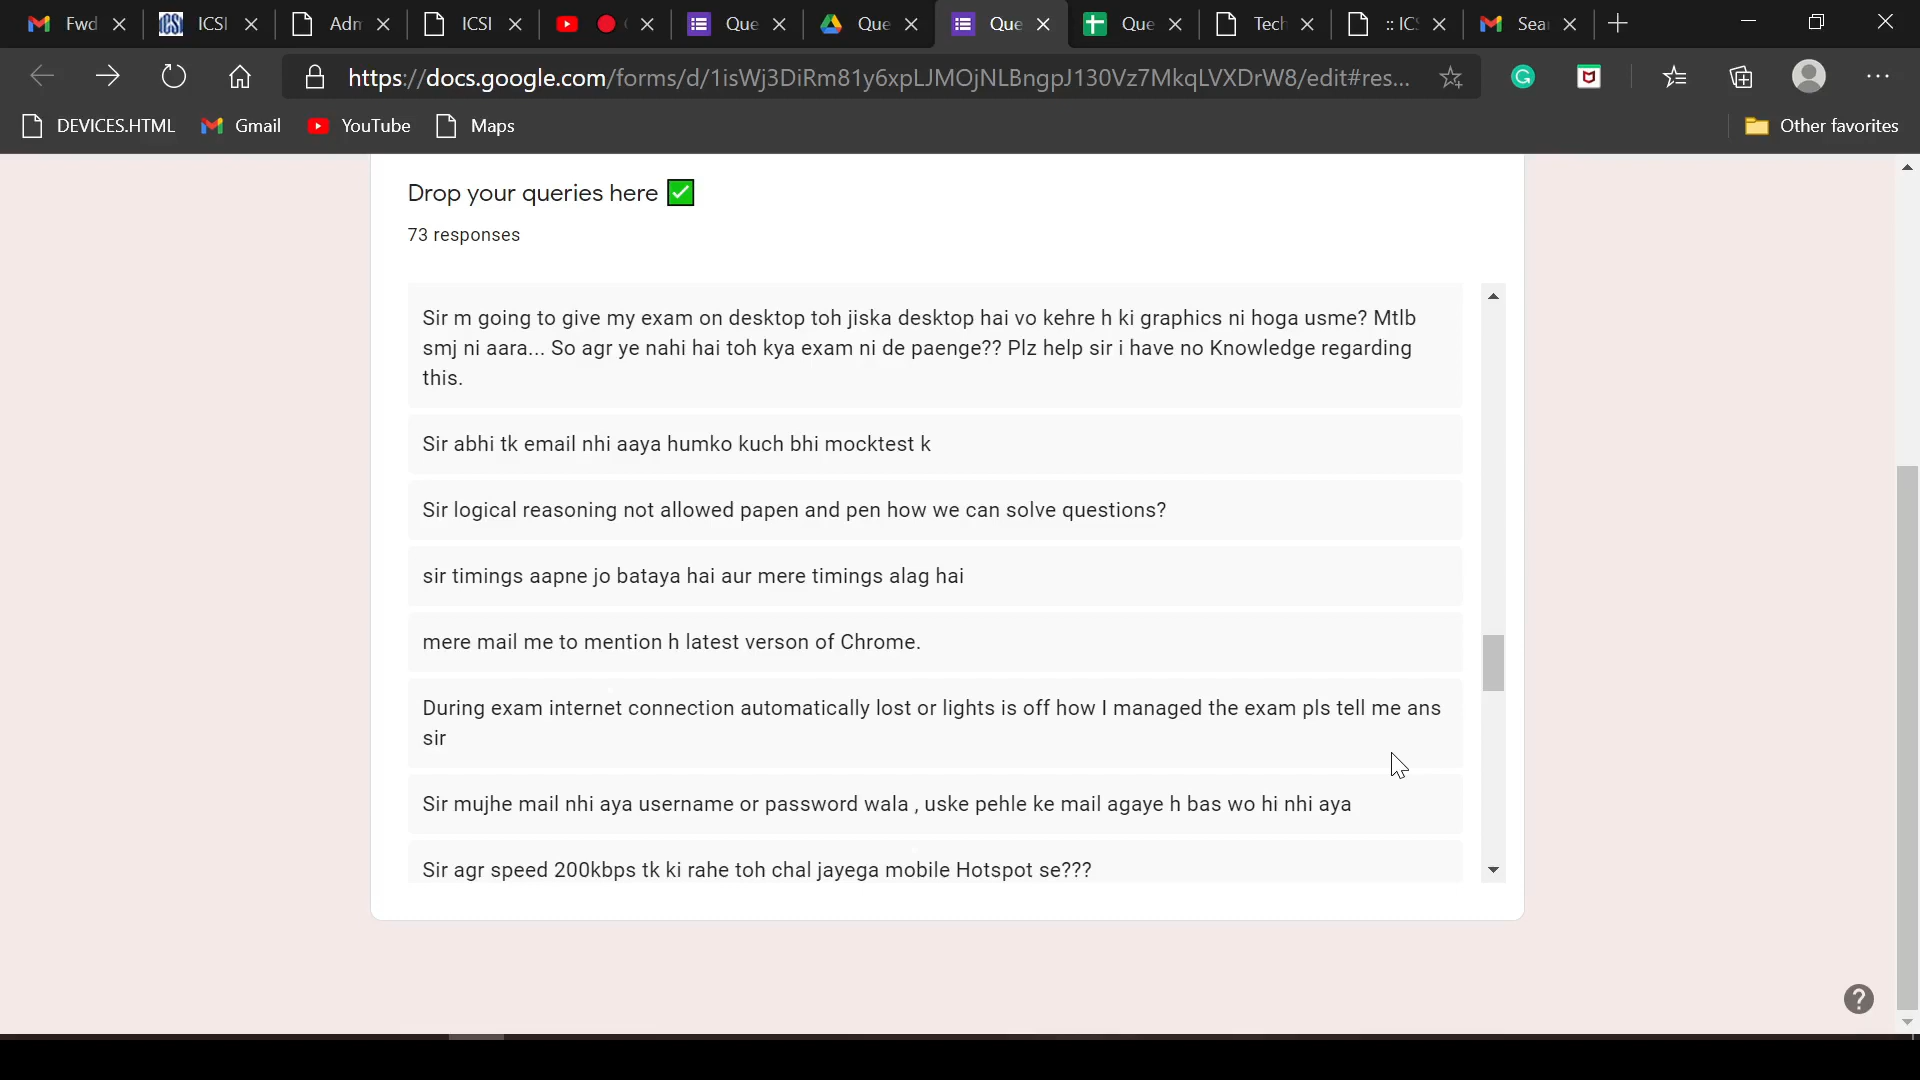 Fwd
ICSI
Adm
ICSI
Que
Que
Que
Que
Tech
:: IC
Sea
https://docs.google.com/forms/d/1isWj3DiRm81y6xpLJMOjNLBngpJ130Vz7MkqLVXDrW8/edit#res...
DEVICES.HTML
Gmail
YouTube
Maps
Other favorites
Drop your queries here ✅
73 responses
Sir m going to give my exam on desktop toh jiska desktop hai vo kehre h ki graphics ni hoga usme? Mtlb
smj ni aara... So agr ye nahi hai toh kya exam ni de paenge?? Plz help sir i have no Knowledge regarding
this.
Sir abhi tk email nhi aaya humko kuch bhi mocktest k
Sir logical reasoning not allowed papen and pen how we can solve questions?
sir timings aapne jo bataya hai aur mere timings alag hai
mere mail me to mention h latest verson of Chrome.
During exam internet connection automatically lost or lights is off how I managed the exam pls tell me ans
sir
Sir mujhe mail nhi aya username or password wala , uske pehle ke mail agaye h bas wo hi nhi aya
Sir agr speed 200kbps tk ki rahe toh chal jayega mobile Hotspot se???